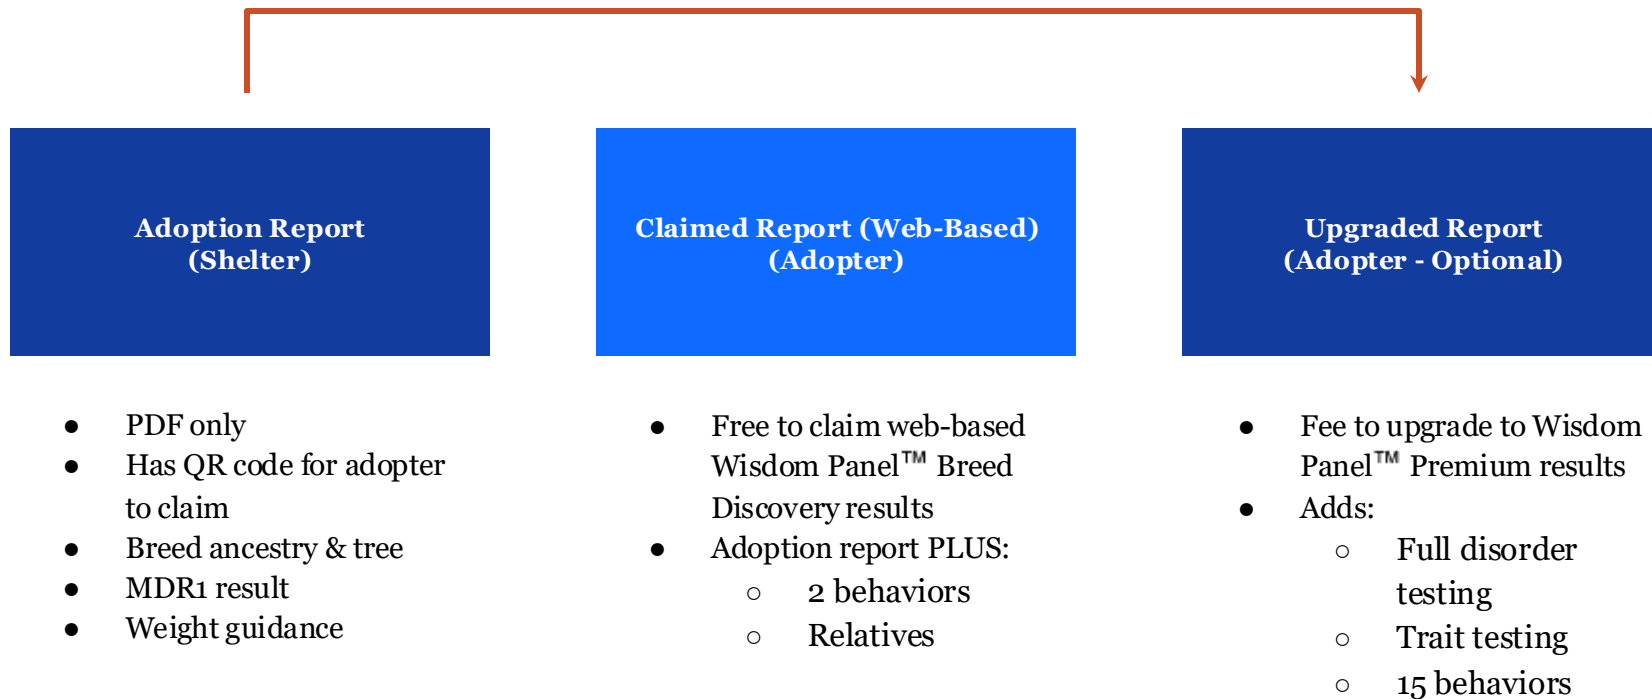 Adoption Report
(Shelter)
● PDF only
● Has QR code for adopter
to claim
● Breed ancestry & tree
● MDR1 result
● Weight guidance
Claimed Report (Web-Based)
(Adopter)
● Free to claim web-based
Wisdom Panel™ Breed
Discovery results
● Adoption report PLUS:
○ 2 behaviors
○ Relatives
Upgraded Report
(Adopter - Optional)
● Fee to upgrade to Wisdom
Panel™ Premium results
● Adds:
○ Full disorder
testing
○ Trait testing
○ 15 behaviors